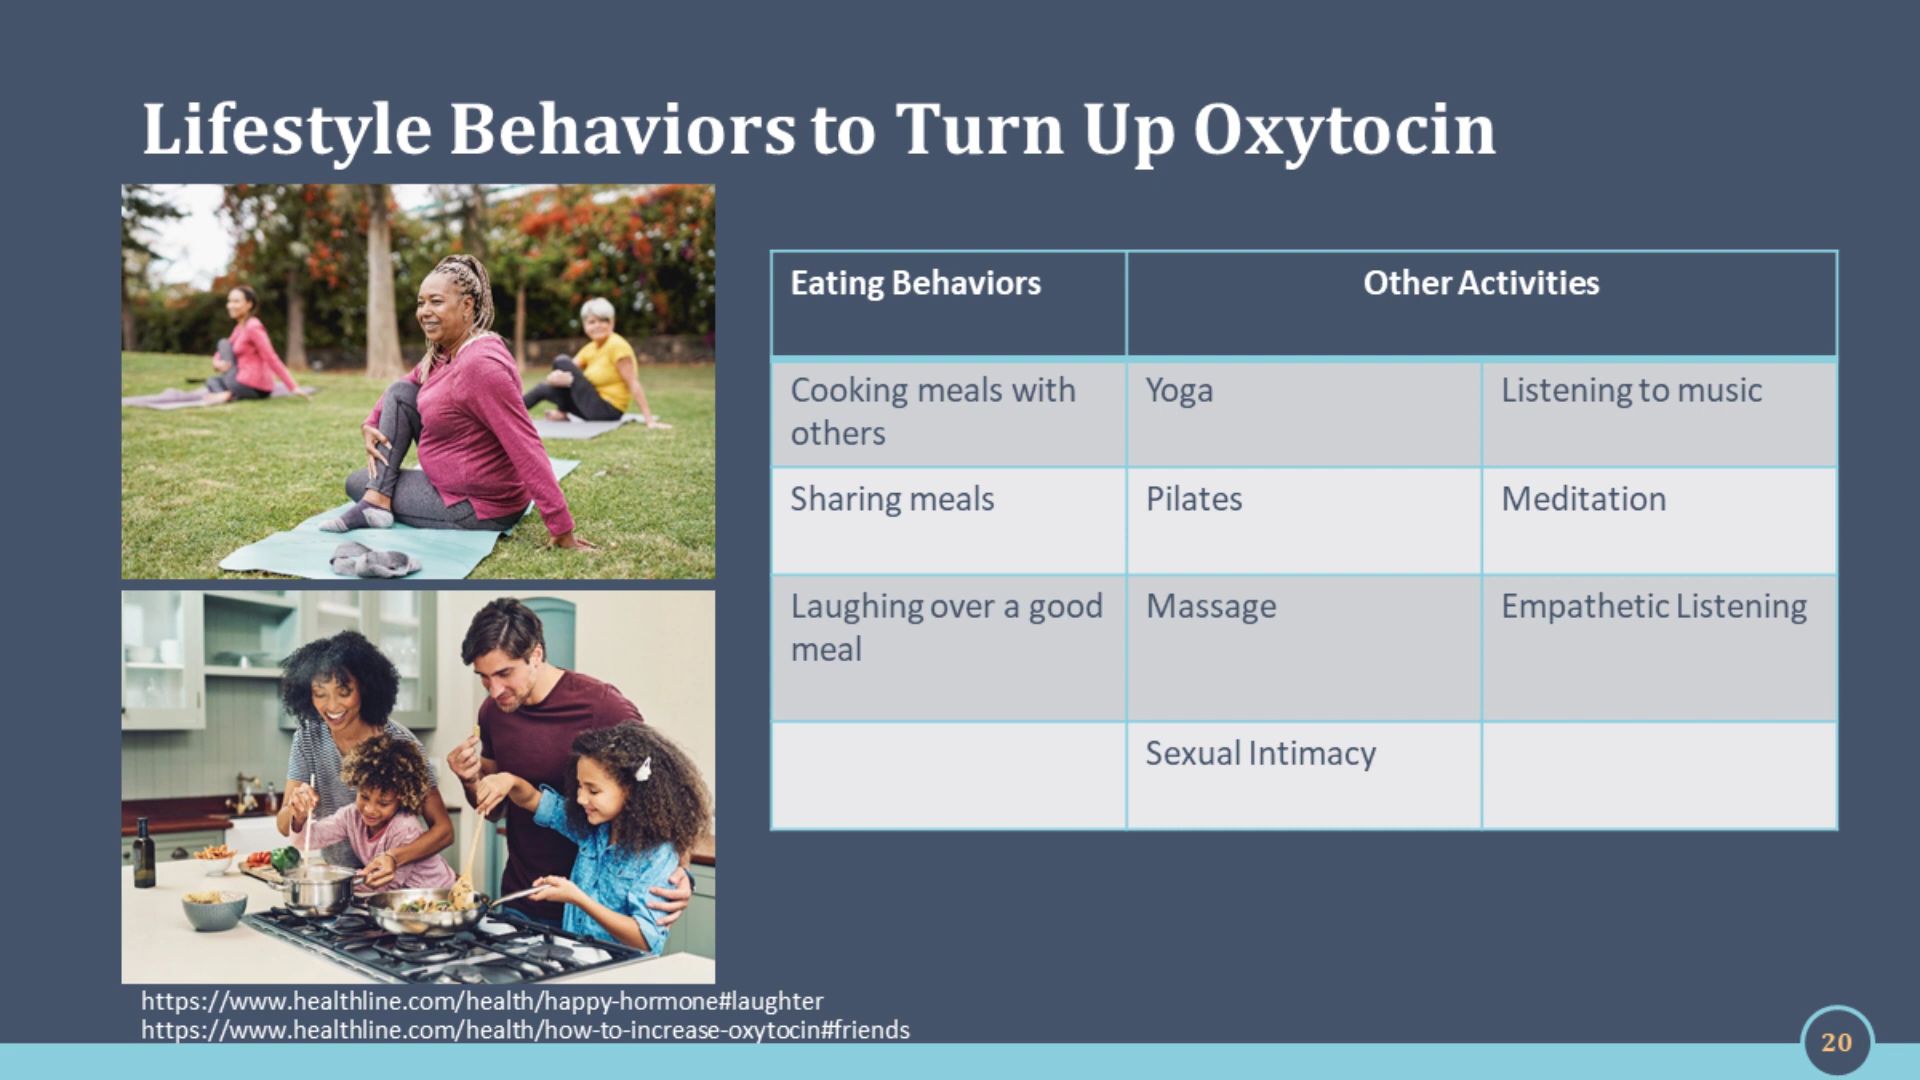 Lifestyle Behaviors to Turn Up Oxytocin
Eating Behaviors
Other Activities
Cooking meals with
others
Yoga
Listening to music
Sharing meals
Pilates
Meditation
Laughing over a good
meal
Massage
Empathetic Listening
Sexual Intimacy
https://www.healthline.com/health/happy-hormone#laughter
https://www.healthline.com/health/how-to-increase-oxytocin#friends
20